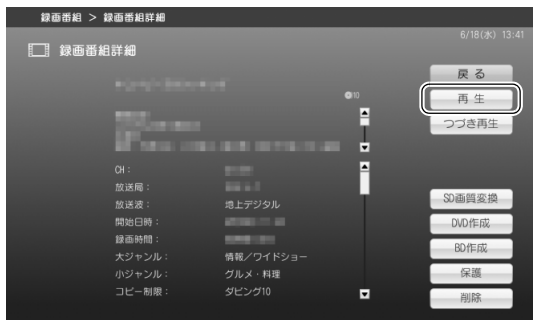 録画番組 > 録画番組詳細
6/18(水) 13:41
録画番組詳細
戻る
10
再生
つづき再生
CH :
放送局 :
放送波 : 地上デジタル
開始日時 :
録画時間 :
大ジャンル : 情報／ワイドショー
小ジャンル : グルメ・料理
コピー制限 : ダビング10
SD画質変換
DVD作成
BD作成
保護
削除